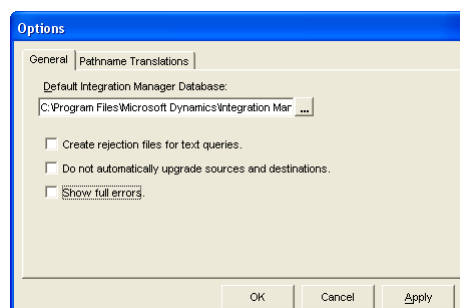 Options
General Pathname Translations
Default Integration Manager Database:
C:\Program Files\Microsoft Dynamics\Integration Mar ...
Create rejection files for text queries.
Do not automatically upgrade sources and destinations.
Show full errors.
OK Cancel Apply